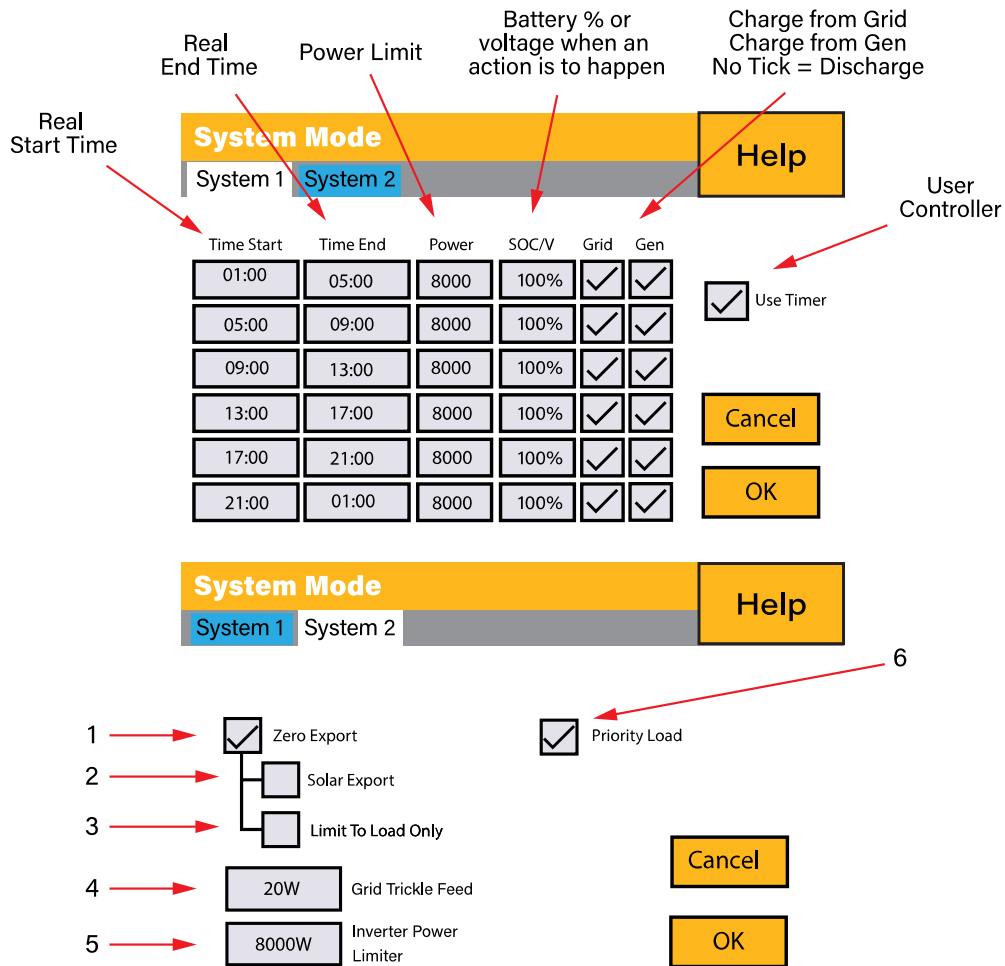 Real
Start Time
Real
End Time
Power Limit
Battery % or
voltage when an
action is to happen
Charge from Grid
Charge from Gen
No Tick = Discharge
System Mode
Help
System 1 System 2
User
Controller
Time Start Time End Power SOC/V Grid Gen
01:00 05:00 8000 100%
Use Timer
05:00 09:00 8000 100%
09:00 13:00 8000 100%
13:00 17:00 8000 100%
Cancel
17:00 21:00 8000 100%
21:00 01:00 8000 100%
OK
System Mode
Help
System 1 System 2
6
1 Zero Export
Priority Load
2 Solar Export
3 Limit To Load Only
Cancel
4 20W Grid Trickle Feed
5 8000W Inverter Power
Limiter
OK